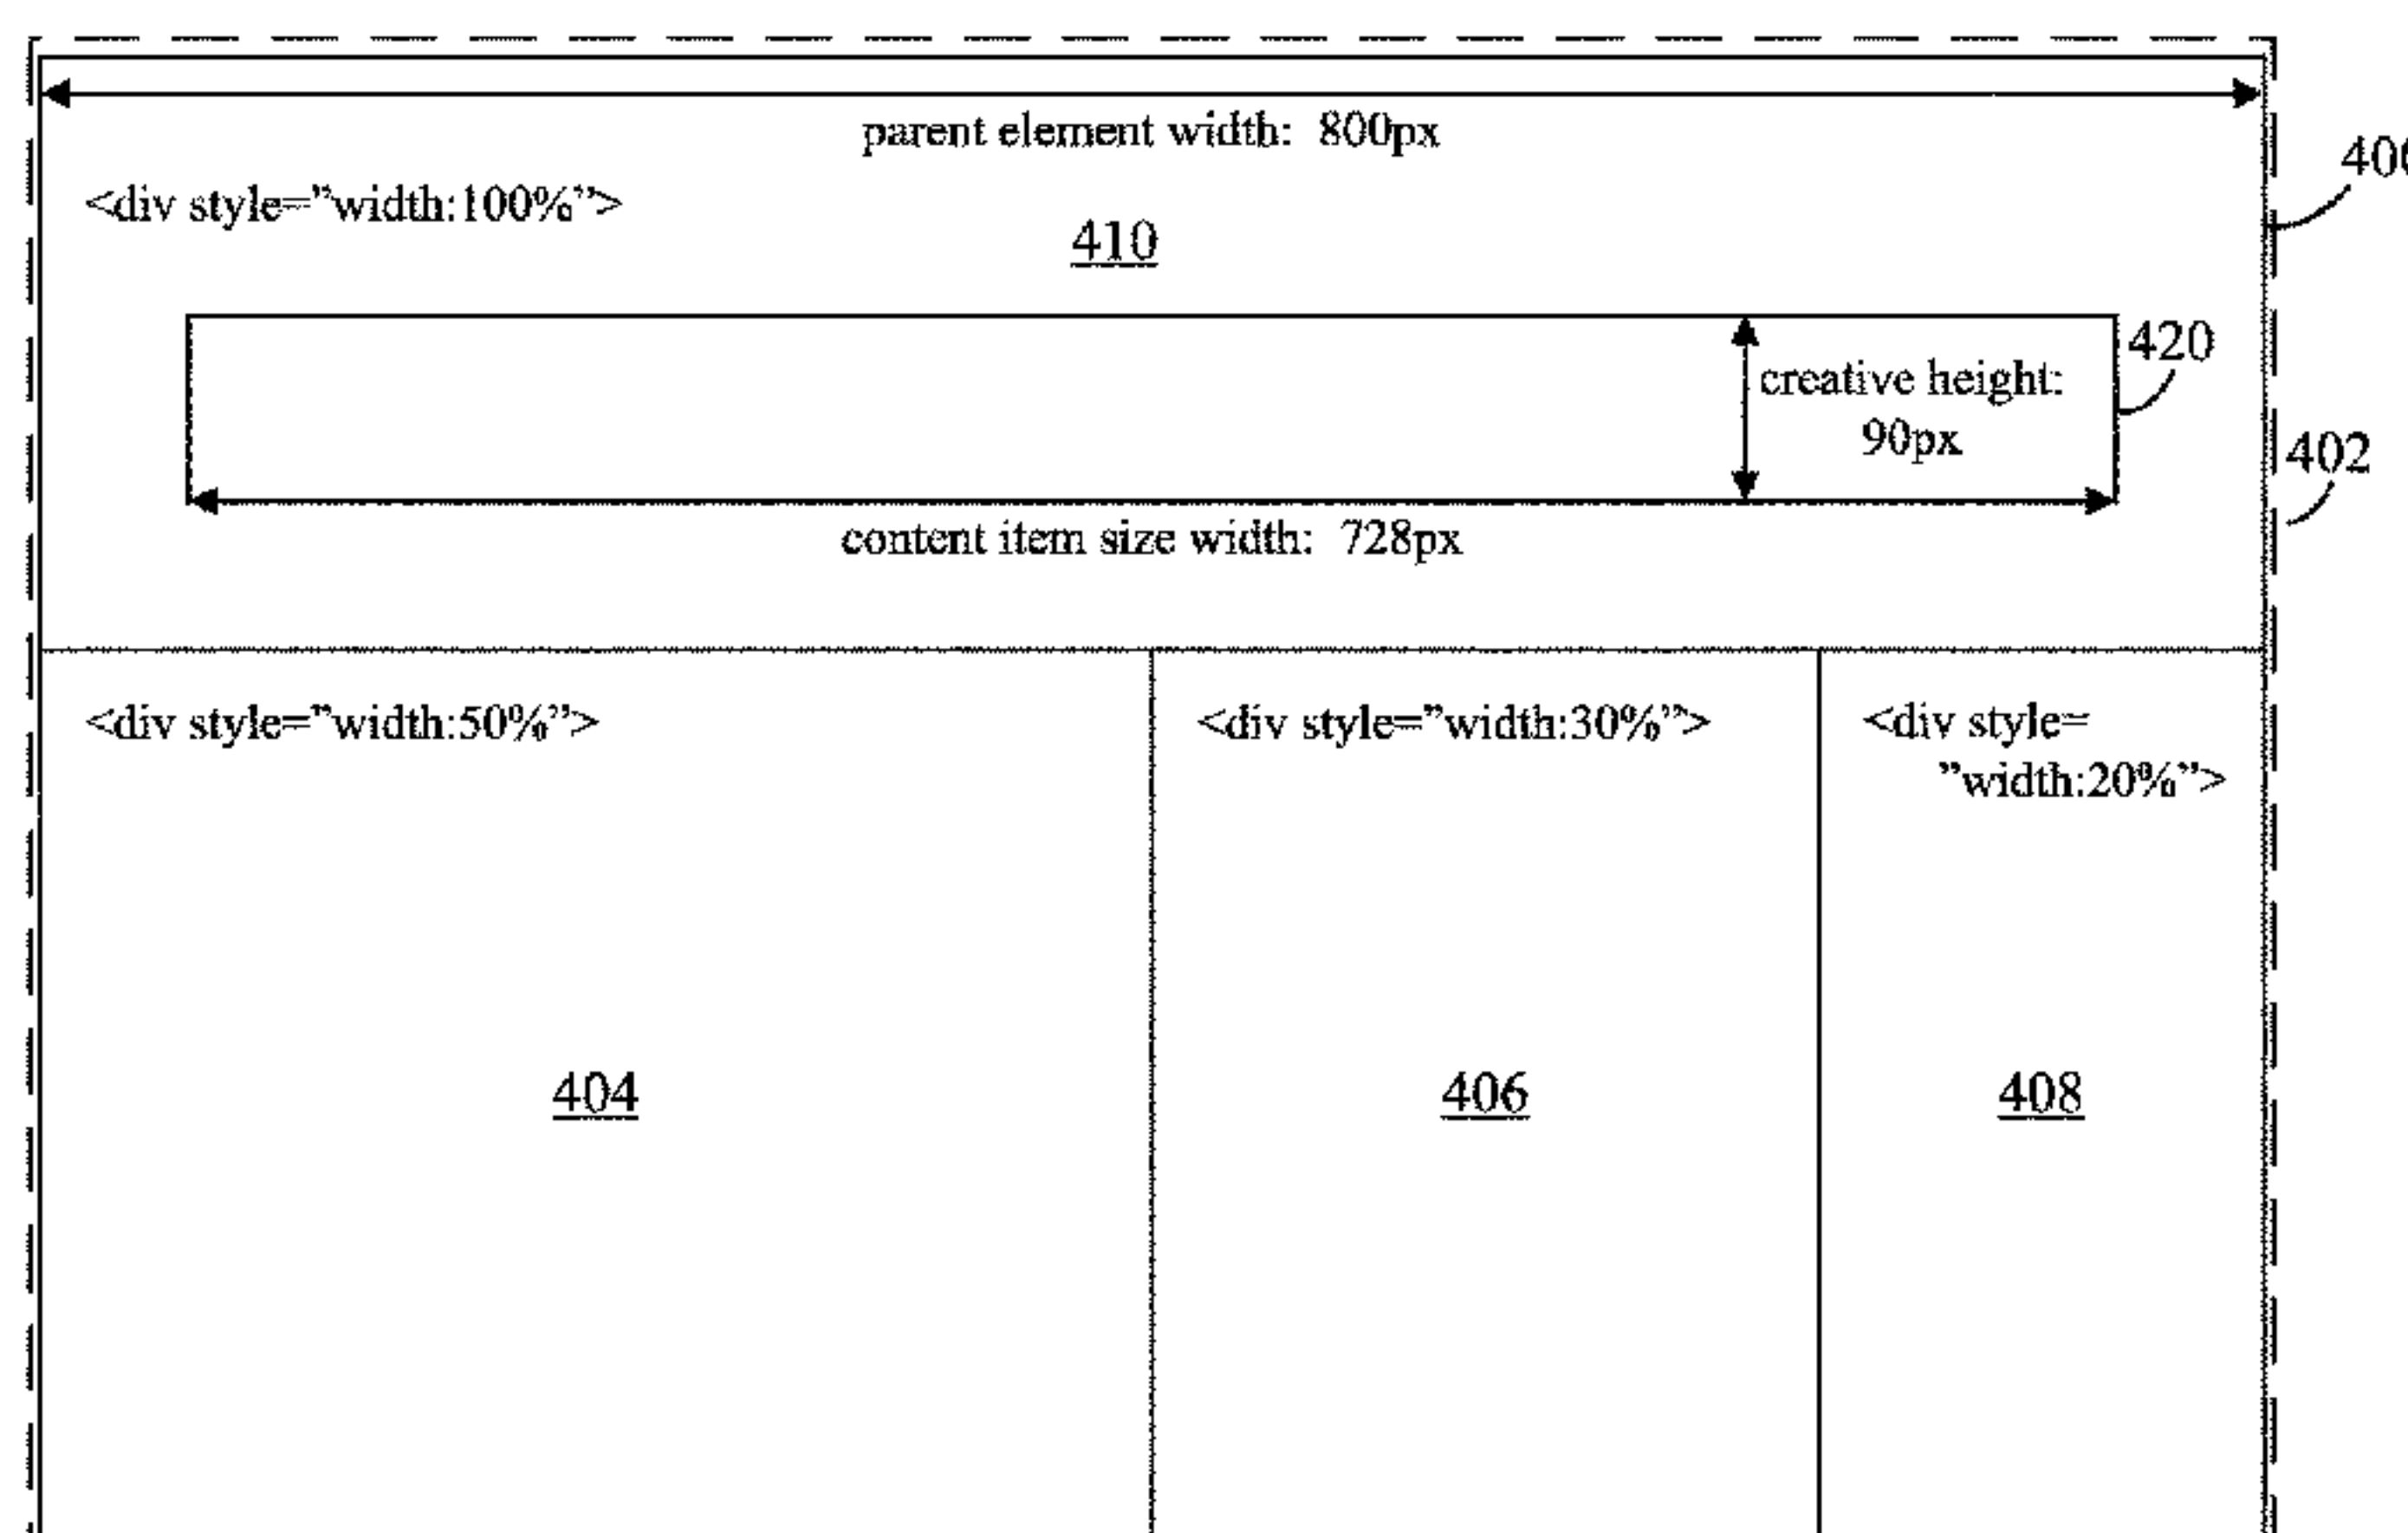 parent element width: 800px
<div style=”width:100%”>
410
creative height:
90px
420
402
content item size width: 728px
<div style=”width:50%”>
<div style=”width:30%”>
<div style=
”width:20%”>
404
406
408